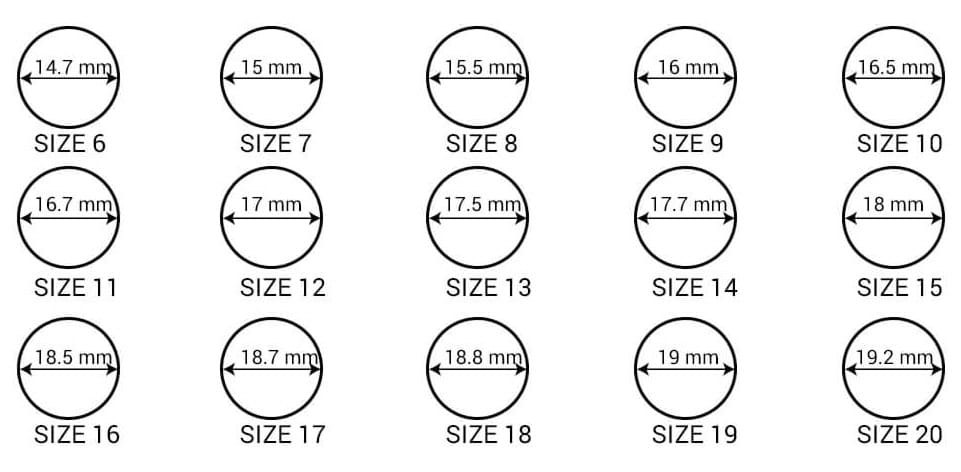 14.7 mm 15 mm 15.5 mm 16 mm 16.5 mm
SIZE 6 SIZE 7 SIZE 8 SIZE 9 SIZE 10
16.7 mm 17 mm 17.5 mm 17.7 mm 18 mm
SIZE 11 SIZE 12 SIZE 13 SIZE 14 SIZE 15
18.5 mm 18.7 mm 18.8 mm 19 mm 19.2 mm
SIZE 16 SIZE 17 SIZE 18 SIZE 19 SIZE 20